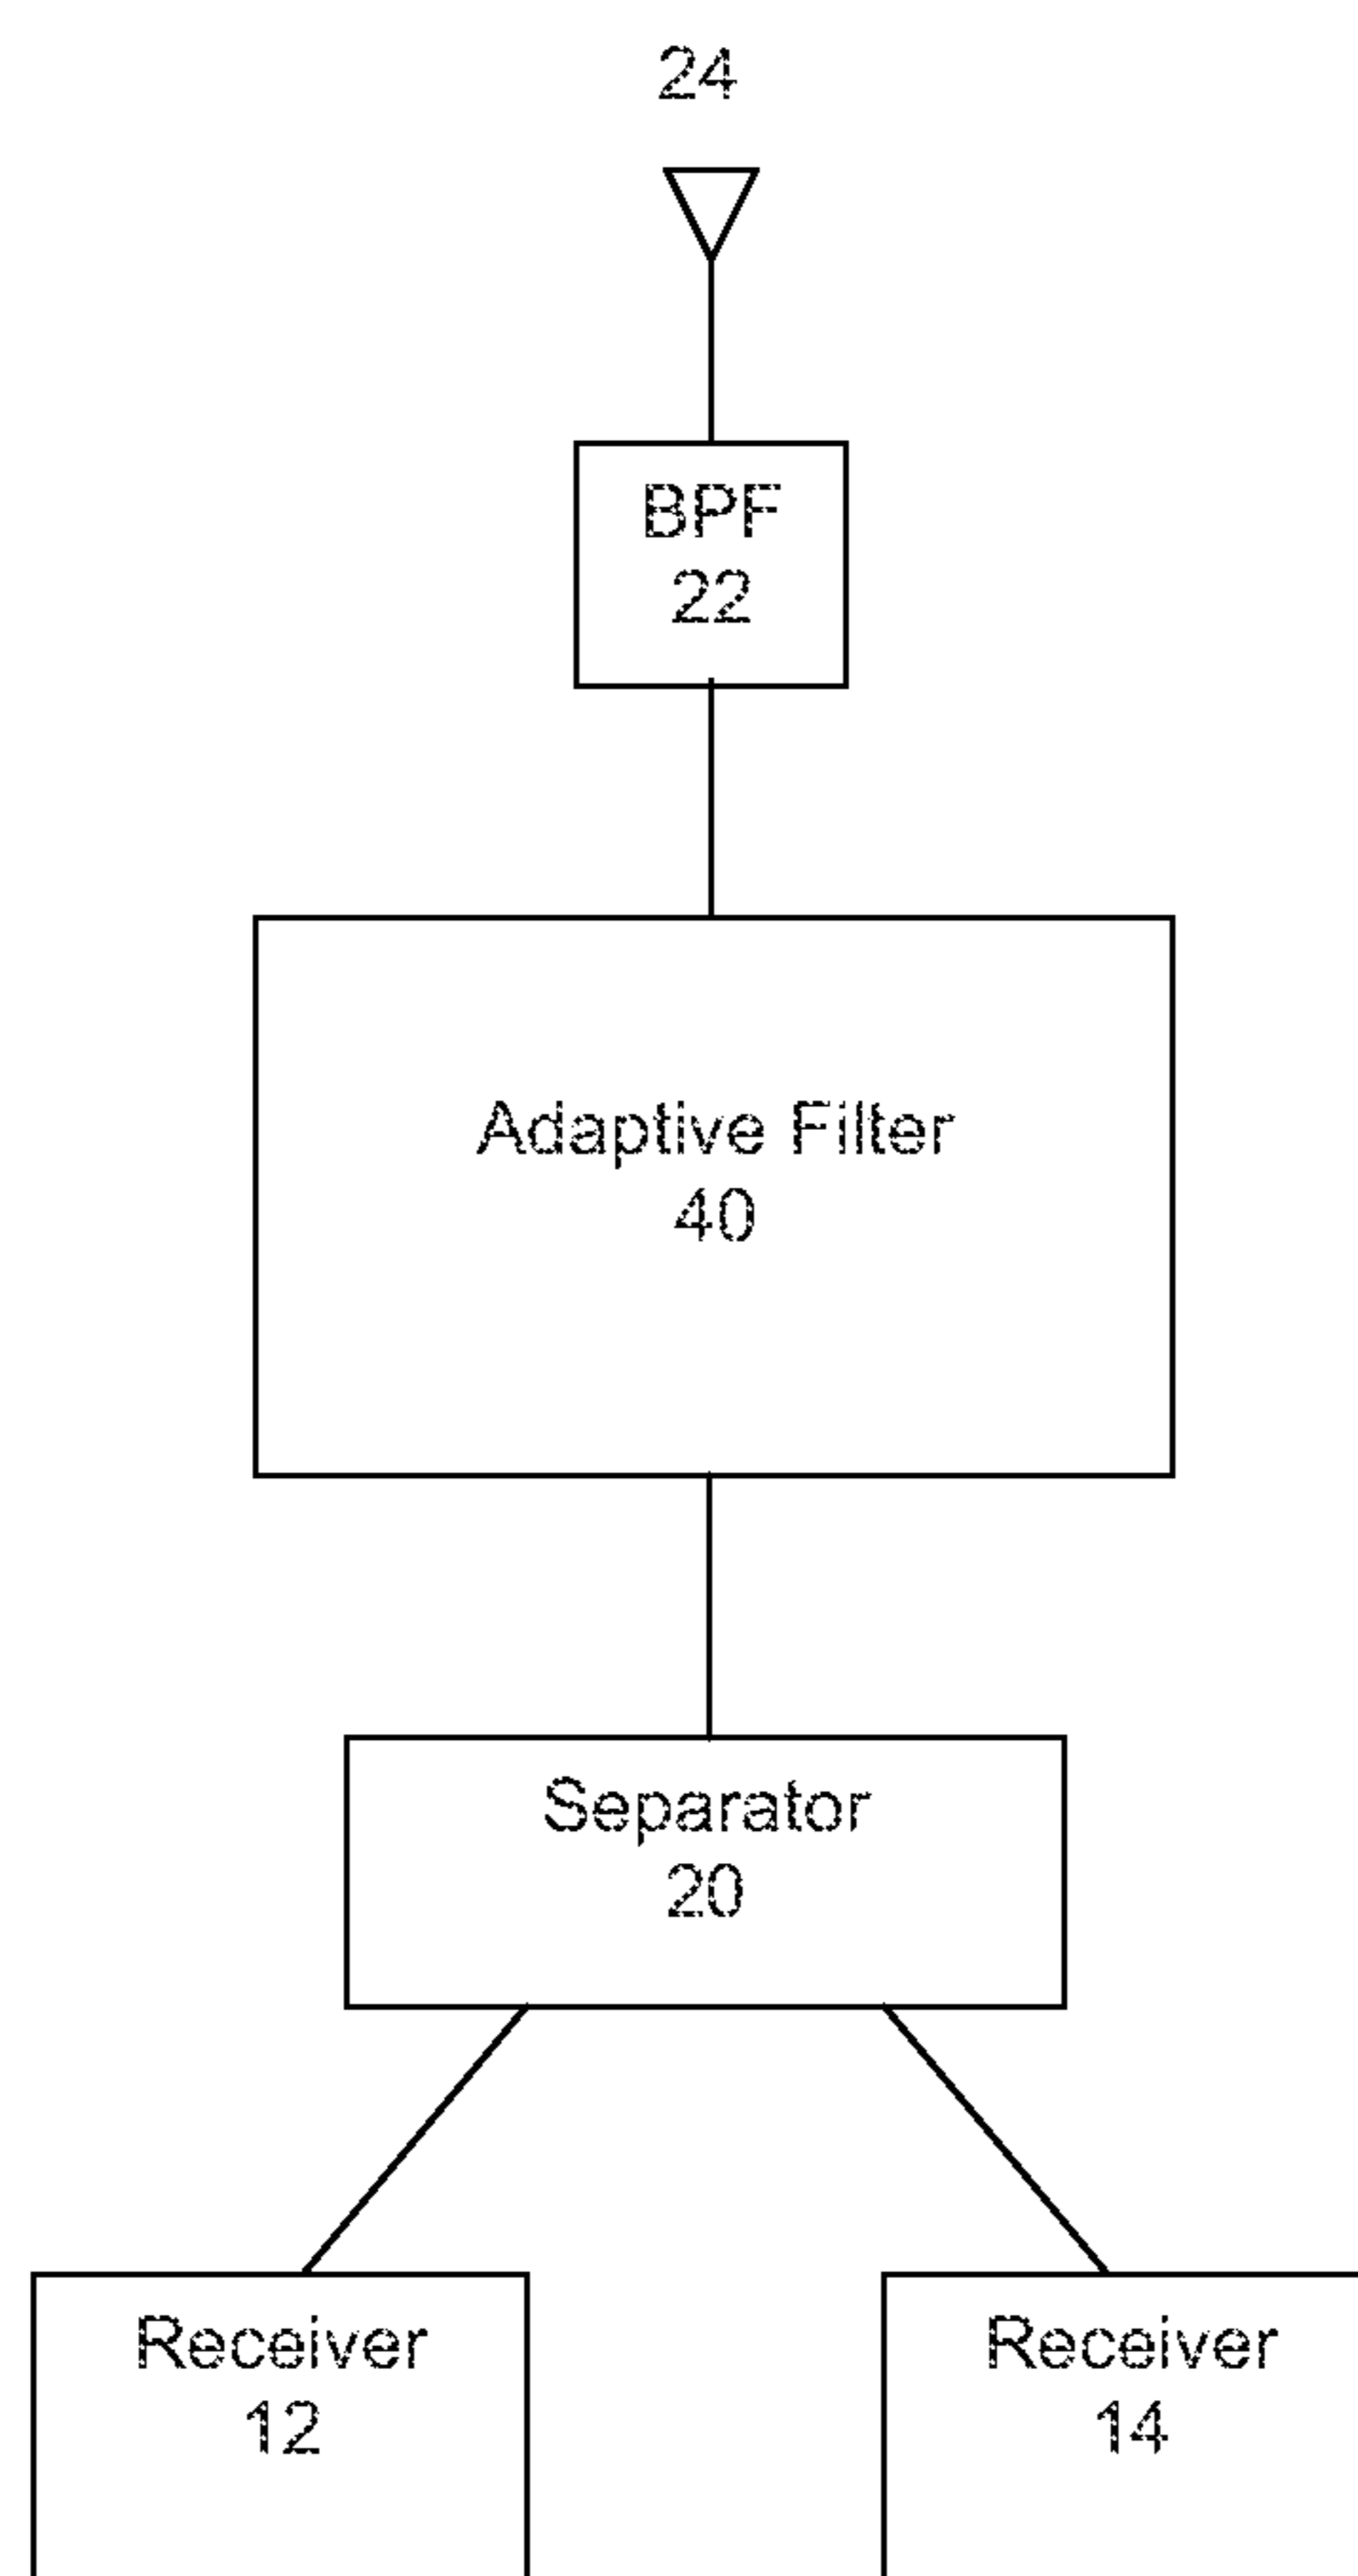 24
BPF
22
Adaptive Filter
40
Separator
20
Receiver
12
Receiver
14